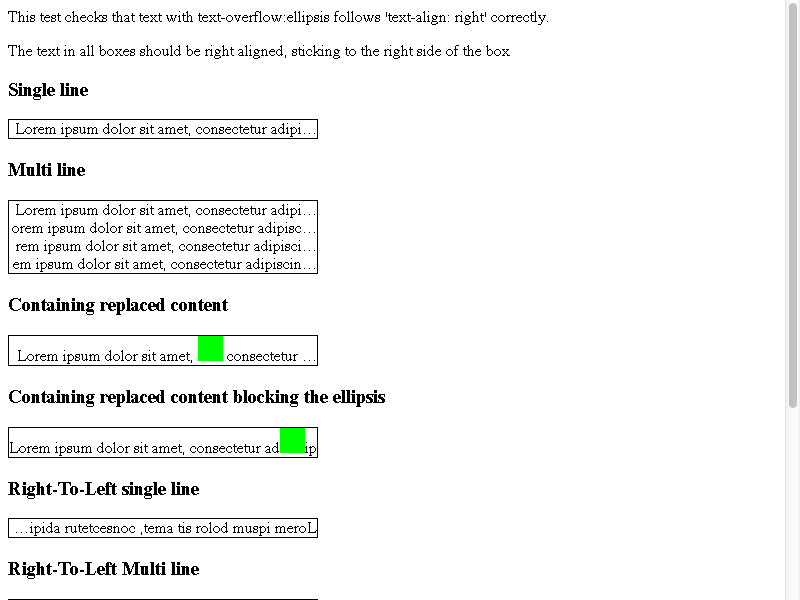 This test checks that text with text-overflow:ellipsis follows 'text-align: right' correctly.
The text in all boxes should be right aligned, sticking to the right side of the box
Single line
Lorem ipsum dolor sit amet, consectetur adipi…
Multi line
Lorem ipsum dolor sit amet, consectetur adipi…
orem ipsum dolor sit amet, consectetur adipisc…
rem ipsum dolor sit amet, consectetur adipisci…
em ipsum dolor sit amet, consectetur adipiscin…
Containing replaced content
Lorem ipsum dolor sit amet, consectetur …
Containing replaced content blocking the ellipsis
Lorem ipsum dolor sit amet, consectetur ad ip
Right-To-Left single line
…ipida rutetcesnoc ,tema tis rolod muspi meroL
Right-To-Left Multi line